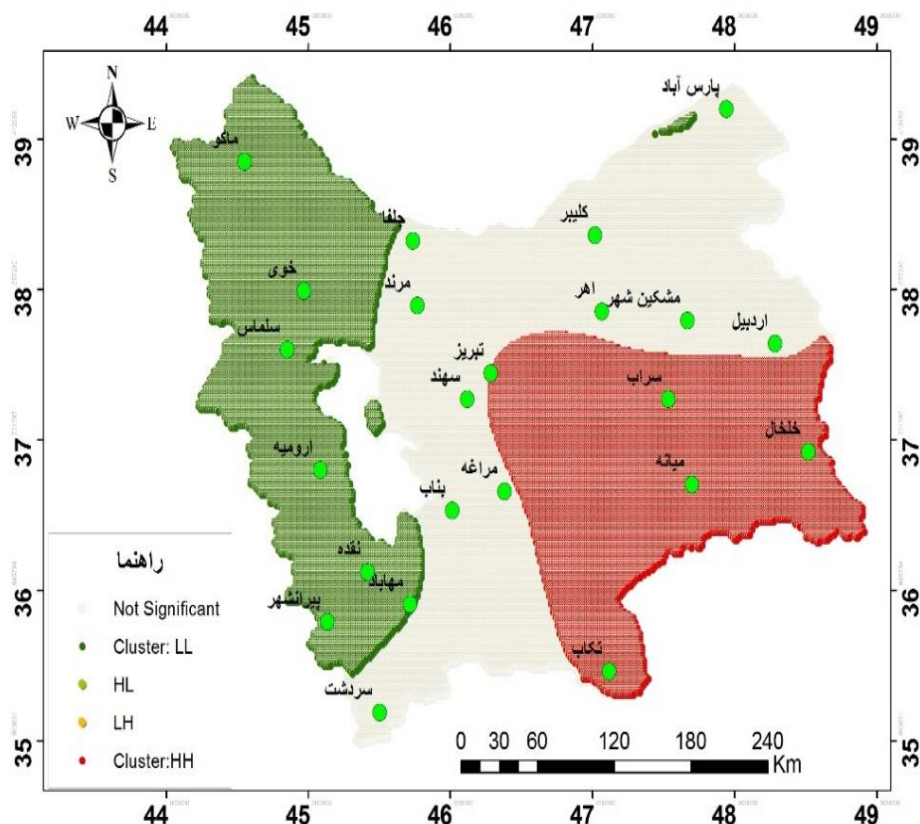 44 45 46 47 48 49
N
W E
S
39
38
37
36
35
39
38
37
36
35
پارس آباد
ماکو
کلیبر
جلفا
خوی
مرند
اهر
مشکین شهر
اردبیل
سلماس
تبریز
سهند
سراب
خلخال
ارومیه
مراغه
میانه
بناب
نقده
مهاباد
پیرانشهر
تکاب
سردشت
راهنما
Not Significant
Cluster: LL
HL
LH
Cluster:HH
0 30 60 120 180 240
Km
44 45 46 47 48 49